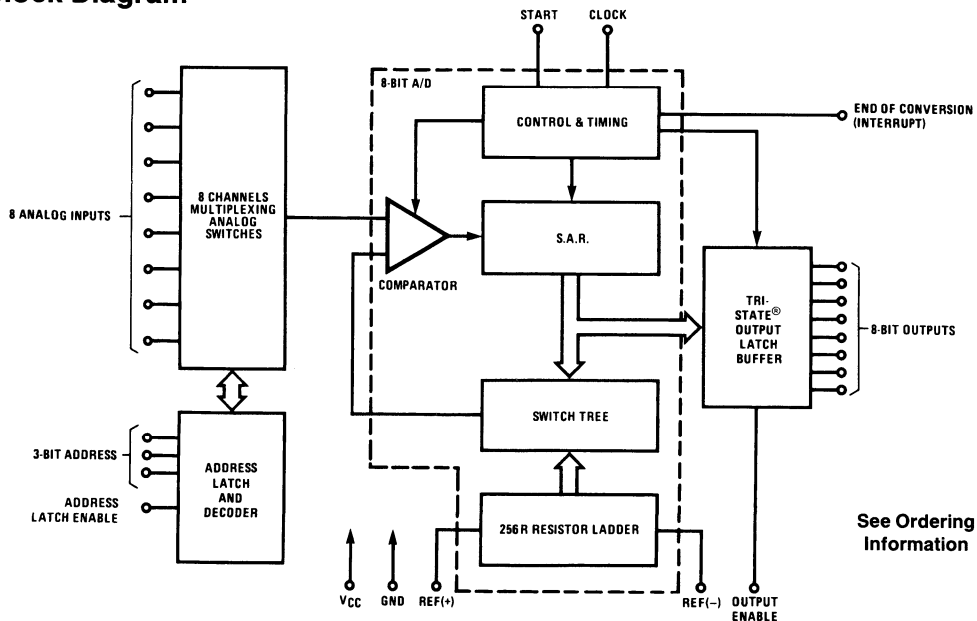 Block Diagram
START
CLOCK
8-BIT A/D
CONTROL & TIMING
END OF CONVERSION
(INTERRUPT)
8 ANALOG INPUTS
8 CHANNELS
MULTIPLEXING
ANALOG
SWITCHES
S.A.R.
COMPARATOR
TRI-
STATE®
OUTPUT
LATCH
BUFFER
8-BIT OUTPUTS
SWITCH TREE
3-BIT ADDRESS
ADDRESS
LATCH ENABLE
ADDRESS
LATCH
AND
DECODER
256R RESISTOR LADDER
See Ordering
Information
VCC
GND
REF(+)
REF(−)
OUTPUT
ENABLE